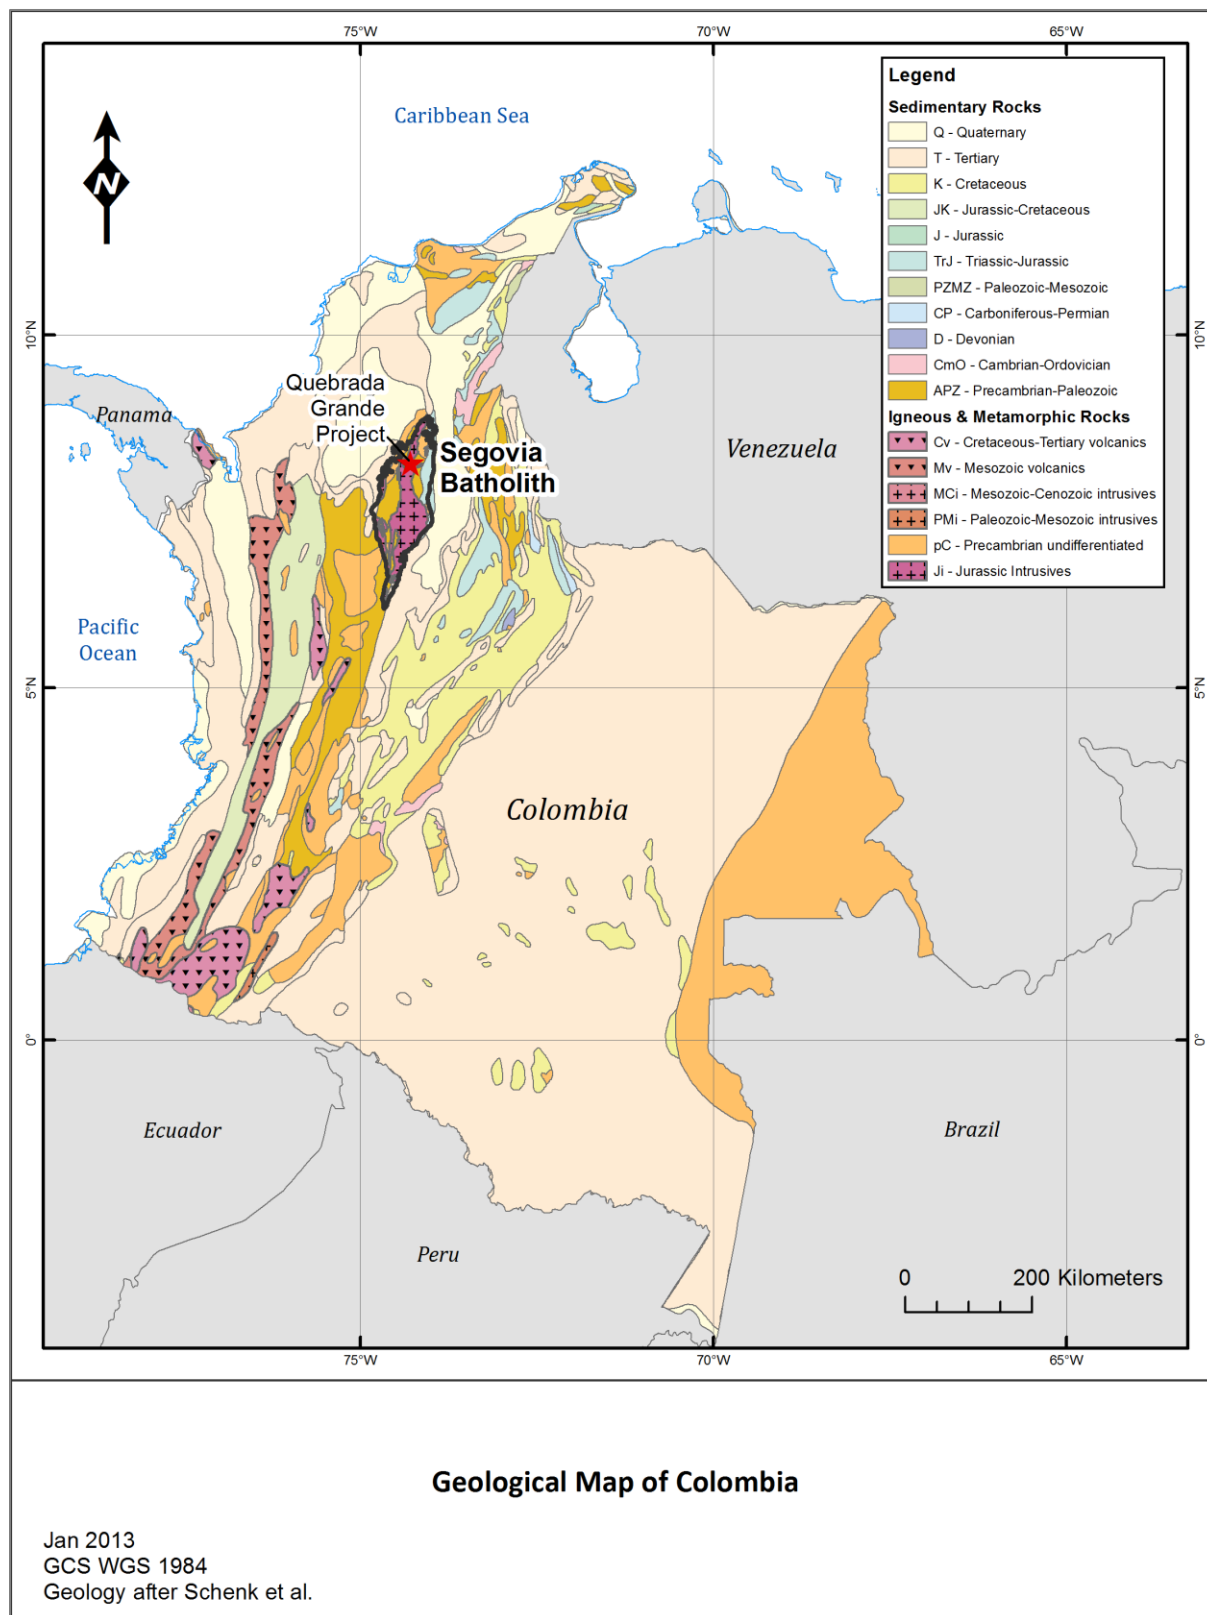 75°W
70°W
65°W
Caribbean Sea
N
Legend
Sedimentary Rocks
Q - Quaternary
T - Tertiary
K - Cretaceous
JK - Jurassic-Cretaceous
J - Jurassic
TrJ - Triassic-Jurassic
PZMZ - Paleozoic-Mesozoic
CP - Carboniferous-Permian
D - Devonian
CmO - Cambrian-Ordovician
APZ - Precambrian-Paleozoic
Igneous & Metamorphic Rocks
Cv - Cretaceous-Tertiary volcanics
Mv - Mesozoic volcanics
MCi - Mesozoic-Cenozoic intrusives
PMi - Paleozoic-Mesozoic intrusives
pC - Precambrian undifferentiated
Ji - Jurassic Intrusives
10°N
10°N
Quebrada
Grande
Project
Panama
Segovia
Batholith
Venezuela
Pacific
Ocean
5°N
5°N
Colombia
0°
0°
Ecuador
Brazil
Peru
0
200 Kilometers
75°W
70°W
65°W
Geological Map of Colombia
Jan 2013
GCS WGS 1984
Geology after Schenk et al.